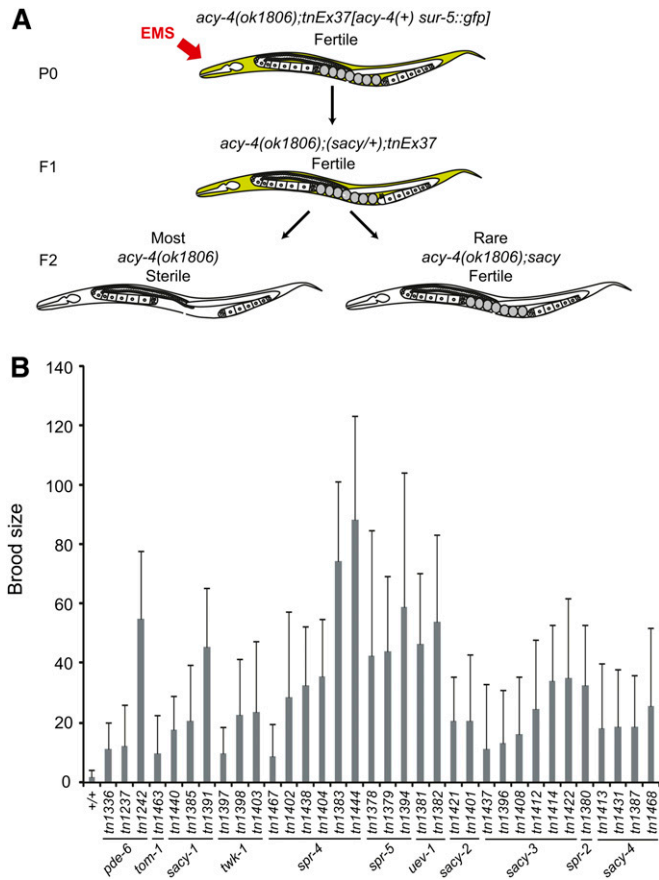 A
acy-4(ok1806);tnEx37[acy-4(+) sur-5::gfp]
Fertile
EMS
P0
acy-4(ok1806);(sacy/+);tnEx37
Fertile
F1
Most
acy-4(ok1806)
Sterile
Rare
acy-4(ok1806);sacy
Fertile
F2
B
Brood size
140
120
100
80
60
40
20
0
+/+
tn1336
tn1237
tn1242
tn1463
tn1440
tn1385
tn1391
tn1397
tn1398
tn1403
tn1467
tn1402
tn1438
tn1404
tn1383
tn1444
tn1378
tn1379
tn1394
tn1381
tn1382
tn1421
tn1401
tn1437
tn1396
tn1408
tn1412
tn1414
tn1422
tn1380
tn1413
tn1431
tn1387
tn1468
pde-6
tom-1
sacy-1
twk-1
spr-4
spr-5
uev-1
sacy-2
sacy-3
spr-2
sacy-4